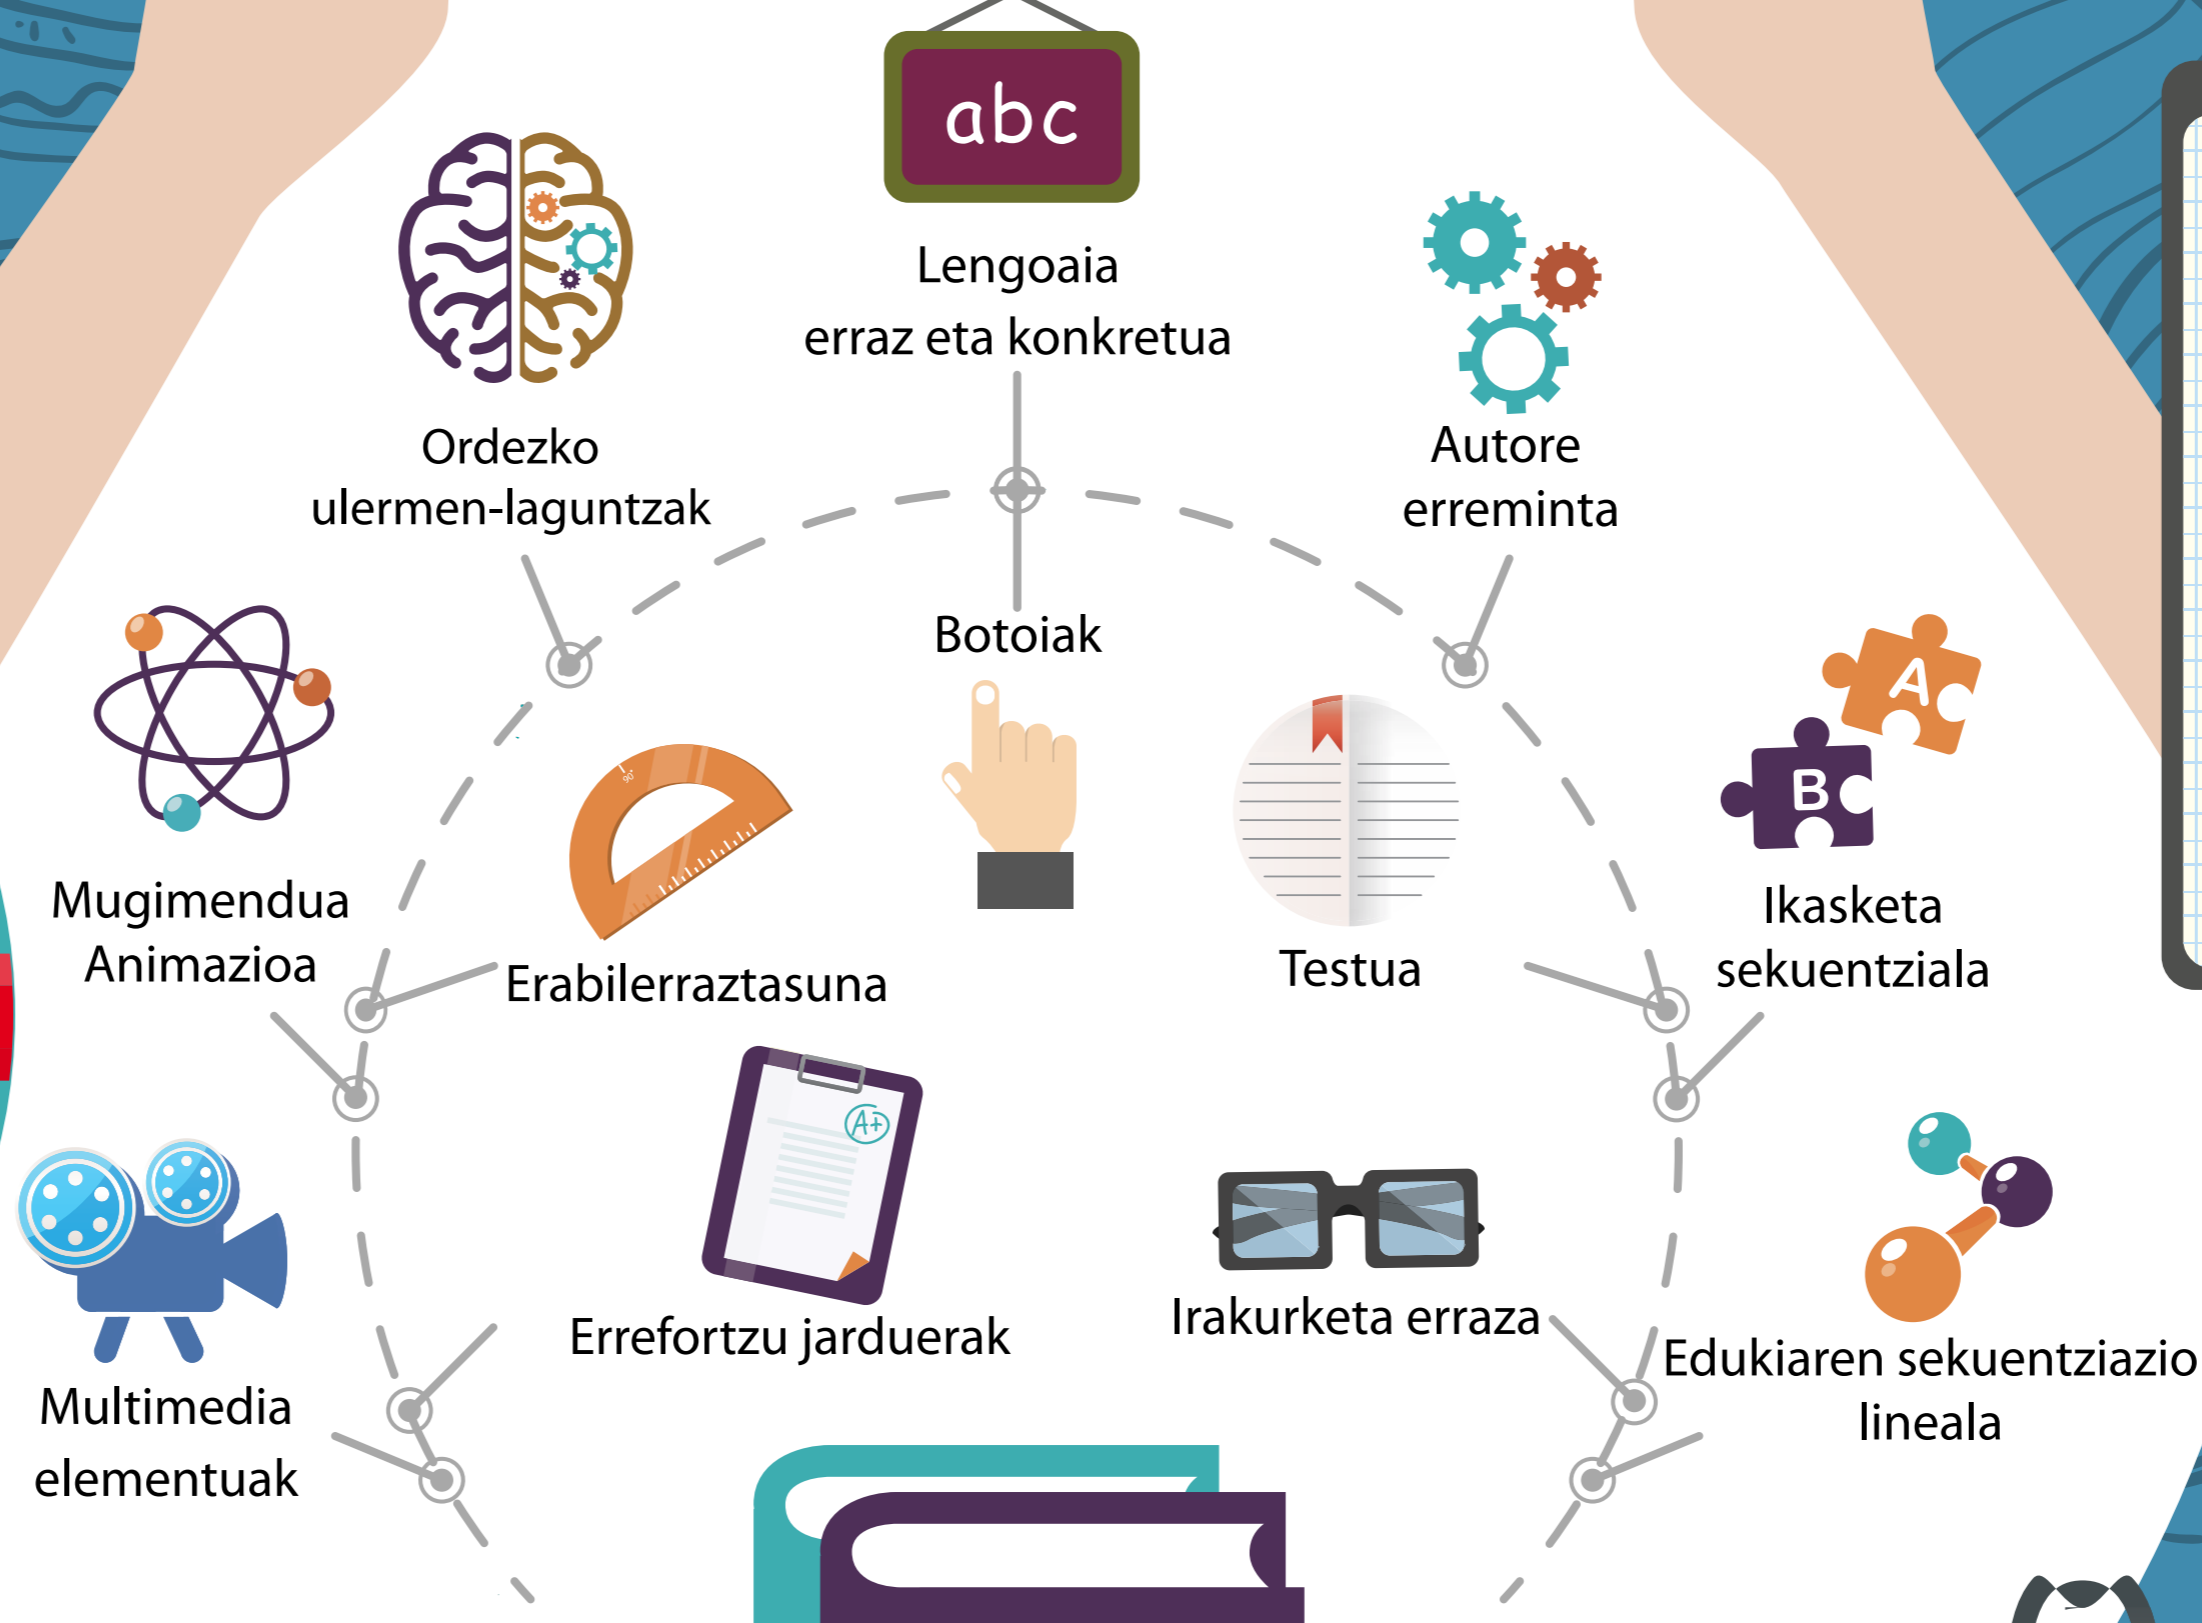 abc
Lengoaia
erraz eta konkretua
Ordezko
ulermen-laguntzak
Autore
erreminta
Botoiak
A
B
90°
Mugimendua
Animazioa
Erabilerraztasuna
Testua
Ikasketa
sekuentziala
A+
Errefortzu jarduerak
Irakurketa erraza
Edukiaren sekuentziazio
lineala
Multimedia
elementuak